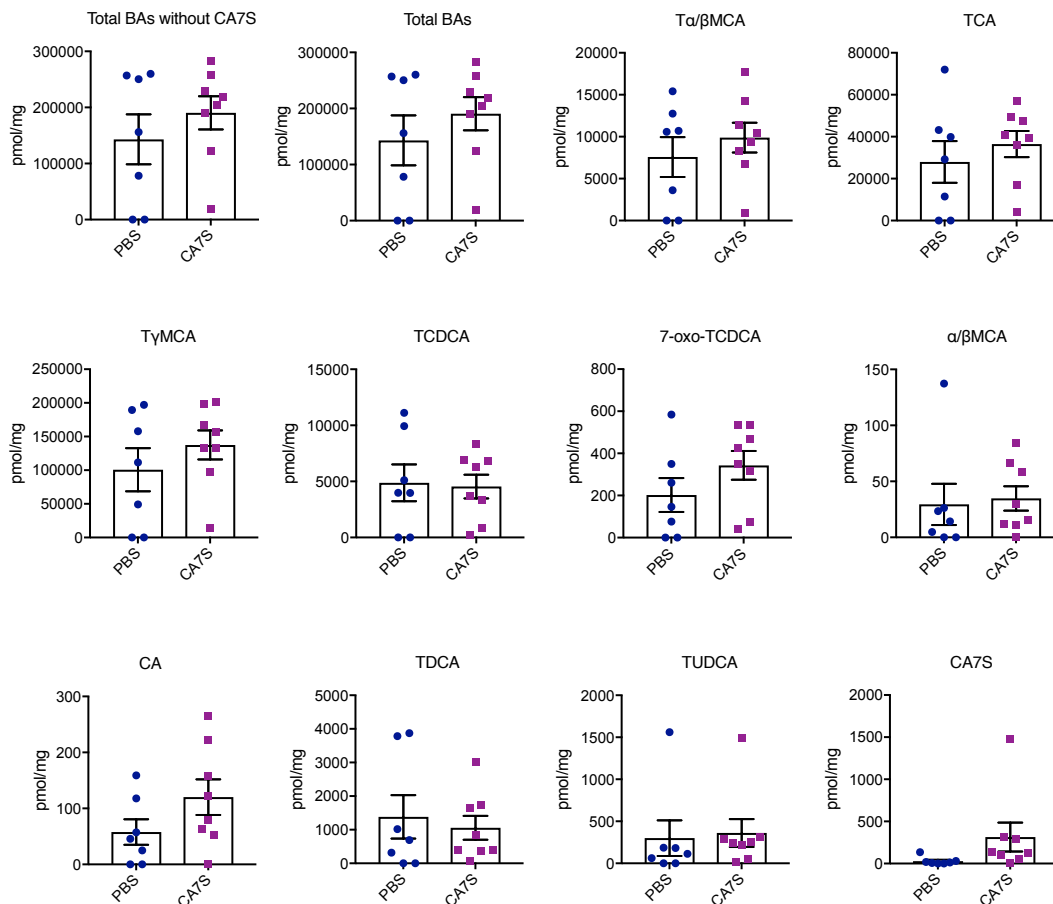 Total BAs without CA7S
300000
200000
100000
0
pmol/mg
PBS
CA7S
Total BAs
300000
200000
100000
0
pmol/mg
PBS
CA7S
Tα/βMCA
20000
15000
10000
5000
0
pmol/mg
PBS
CA7S
TCA
80000
60000
40000
20000
0
pmol/mg
PBS
CA7S
TγMCA
250000
200000
150000
100000
50000
0
pmol/mg
PBS
CA7S
TCDCA
15000
10000
5000
0
pmol/mg
PBS
CA7S
7-oxo-TCDCA
800
600
400
200
0
pmol/mg
PBS
CA7S
α/βMCA
150
100
50
0
pmol/mg
PBS
CA7S
CA
300
200
100
0
pmol/mg
PBS
CA7S
TDCA
5000
4000
3000
2000
1000
0
pmol/mg
PBS
CA7S
TUDCA
2000
1500
1000
500
0
pmol/mg
PBS
CA7S
CA7S
2000
1500
1000
500
0
pmol/mg
PBS
CA7S